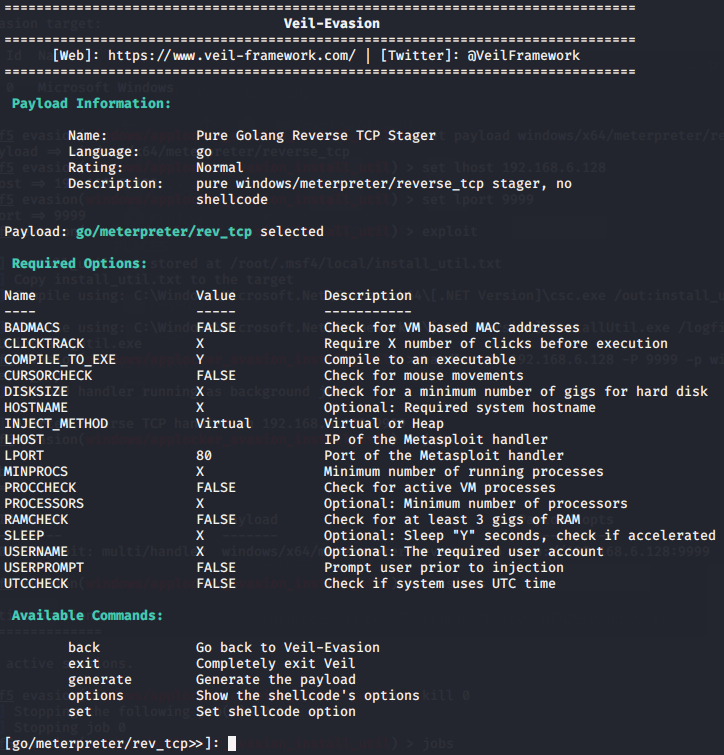 ===============================================================================
Veil-Evasion
===============================================================================
[Web]: https://www.veil-framework.com/ | [Twitter]: @VeilFramework
===============================================================================
Payload Information:
Name: Pure Golang Reverse TCP Stager
Language: go
Rating: Normal
Description: pure windows/meterpreter/reverse_tcp stager, no
shellcode
Payload: go/meterpreter/rev_tcp selected
Required Options:
Name Value Description
---- ----- -----------
BADMACS FALSE Check for VM based MAC addresses
CLICKTRACK X Require X number of clicks before execution
COMPILE_TO_EXE Y Compile to an executable
CURSORCHECK FALSE Check for mouse movements
DISKSIZE X Check for a minimum number of gigs for hard disk
HOSTNAME X Optional: Required system hostname
INJECT_METHOD Virtual Virtual or Heap
LHOST IP of the Metasploit handler
LPORT 80 Port of the Metasploit handler
MINPROCS X Minimum number of running processes
PROCCHECK FALSE Check for active VM processes
PROCESSORS X Optional: Minimum number of processors
RAMCHECK FALSE Check for at least 3 gigs of RAM
SLEEP X Optional: Sleep "Y" seconds, check if accelerated
USERNAME X Optional: The required user account
USERPROMPT FALSE Prompt user prior to injection
UTCCHECK FALSE Check if system uses UTC time
Available Commands:
back Go back to Veil-Evasion
exit Completely exit Veil
generate Generate the payload
options Show the shellcode's options
set Set shellcode option
[go/meterpreter/rev_tcp>>]: